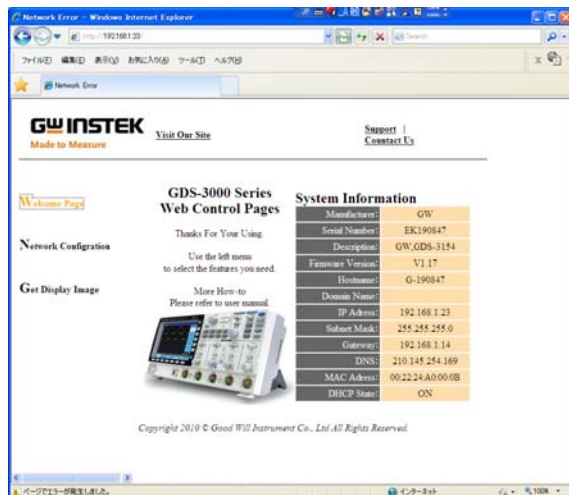 Network Error - Windows Internet Explorer
http://192.168.1.23/
Search
ファイル(F) 編集(E) 表示(V) お気に入り(A) ツール(T) ヘルプ(H)
Network Error
GW INSTEK
Made to Measure
Visit Our Site
Support |
Countact Us
Welcome Page
Network Configration
Get Display Image
GDS-3000 Series
Web Control Pages
Thanks For Your Using.
Use the left menu
to select the features you need.
More How-to
Please refer to user manual.
System Information
Manufacturer: GW
Serial Number: EK190847
Description: GW,GDS-3154
Firmware Version: V1.17
Hostname: G-190847
Domain Name:
IP Adress: 192.168.1.23
Subnet Mask: 255.255.255.0
Gateway: 192.168.1.14
DNS: 210.145.254.169
MAC Adress: 00:22:24:A0:00:0B
DHCP State: ON
Copyright 2010 © Good Will Instrument Co., Ltd All Rights Reserved.
ページでエラーが発生しました。 インターネット 100%